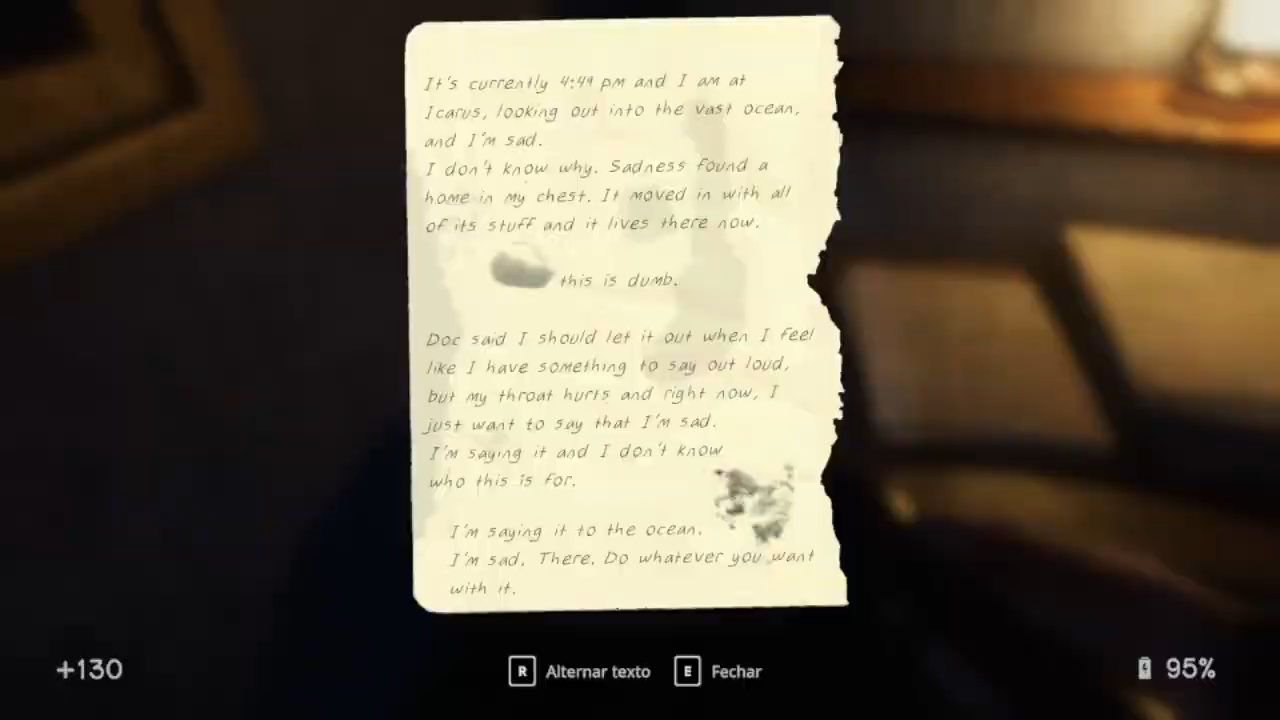 It's currently 4:49 pm and I am at
Icarus, looking out into the vast ocean,
and I'm sad.
I don't know why. Sadness found a
home in my chest. It moved in with all
of its stuff and it lives there now.
this is dumb.
Doc said I should let it out when I feel
like I have something to say out loud,
but my throat hurts and right now, I
just want to say that I'm sad.
I'm saying it and I don't know
who this is for.
I'm saying it to the ocean.
I'm sad. There. Do whatever you want
with it.
+130
R Alternar texto E Fechar
95%